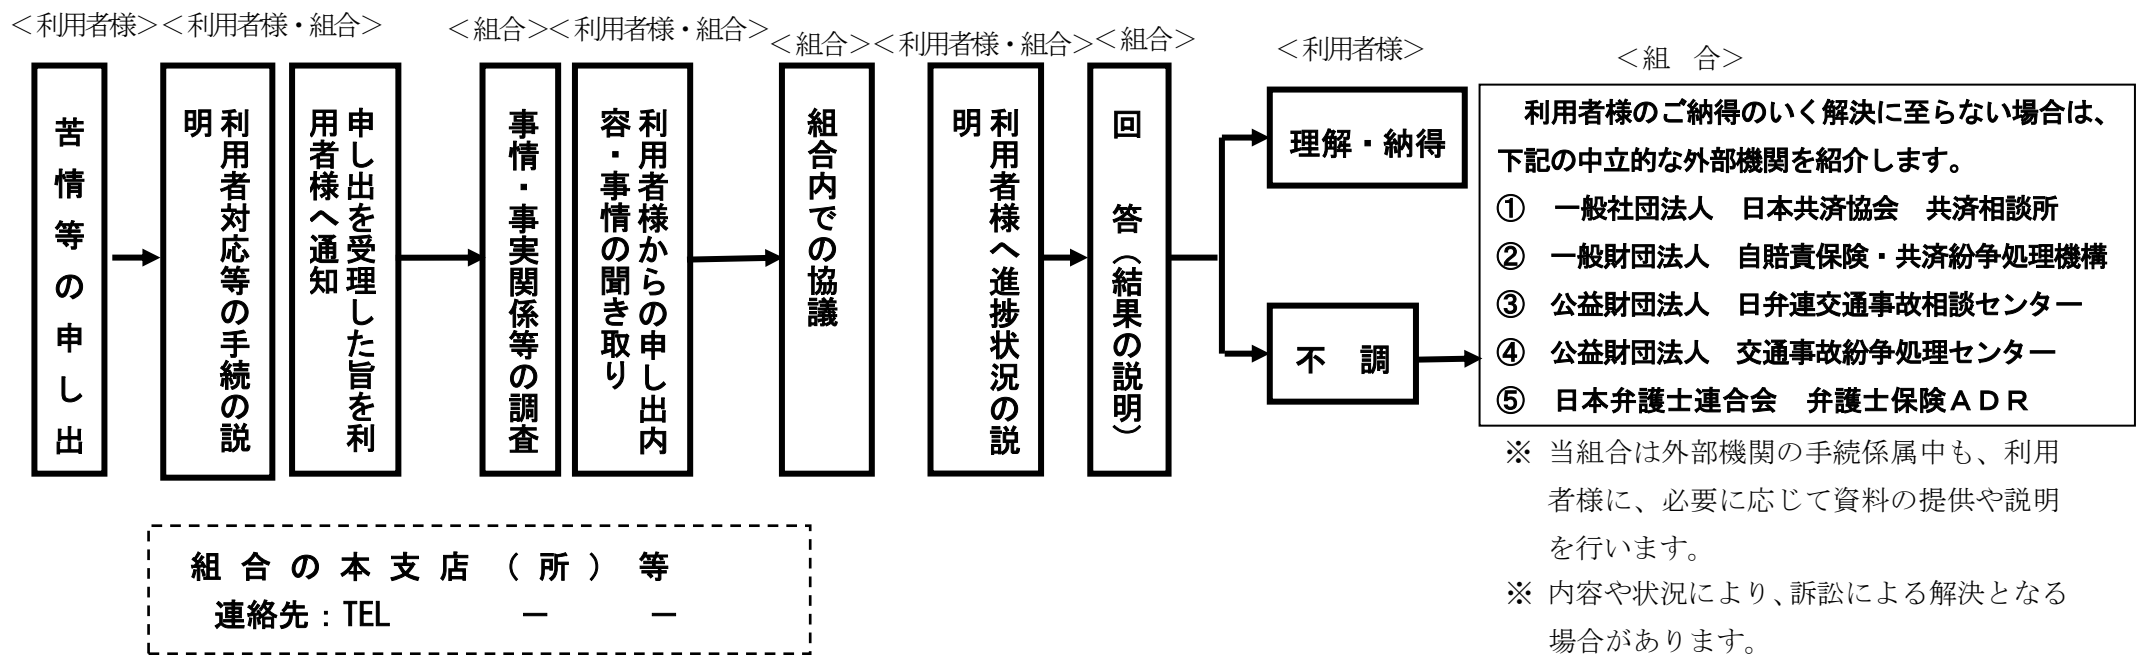 ＜利用者様＞
＜利用者様・組合＞
＜組合＞
＜利用者様・組合＞
＜組合＞
＜利用者様・組合＞
＜組合＞
＜利用者様＞
＜組　合＞
苦情等の申し出
利用者対応等の手続の説
明
申し出を受理した旨を利
用者様へ通知
事情・事実関係等の調査
利用者様からの申し出内
容・事情の聞き取り
組合内での協議
利用者様へ進捗状況の説
明
回　答（結果の説明）
理解・納得
不　調
利用者様のご納得のいく解決に至らない場合は、
下記の中立的な外部機関を紹介します。
①　一般社団法人　日本共済協会　共済相談所
②　一般財団法人　自賠責保険・共済紛争処理機構
③　公益財団法人　日弁連交通事故相談センター
④　公益財団法人　交通事故紛争処理センター
⑤　日本弁護士連合会　弁護士保険ＡＤＲ
※ 当組合は外部機関の手続係属中も、利用
者様に、必要に応じて資料の提供や説明
を行います。
※ 内容や状況により、訴訟による解決となる
場合があります。
組合の本支店（所）等
連絡先：TEL　　　－　　　－